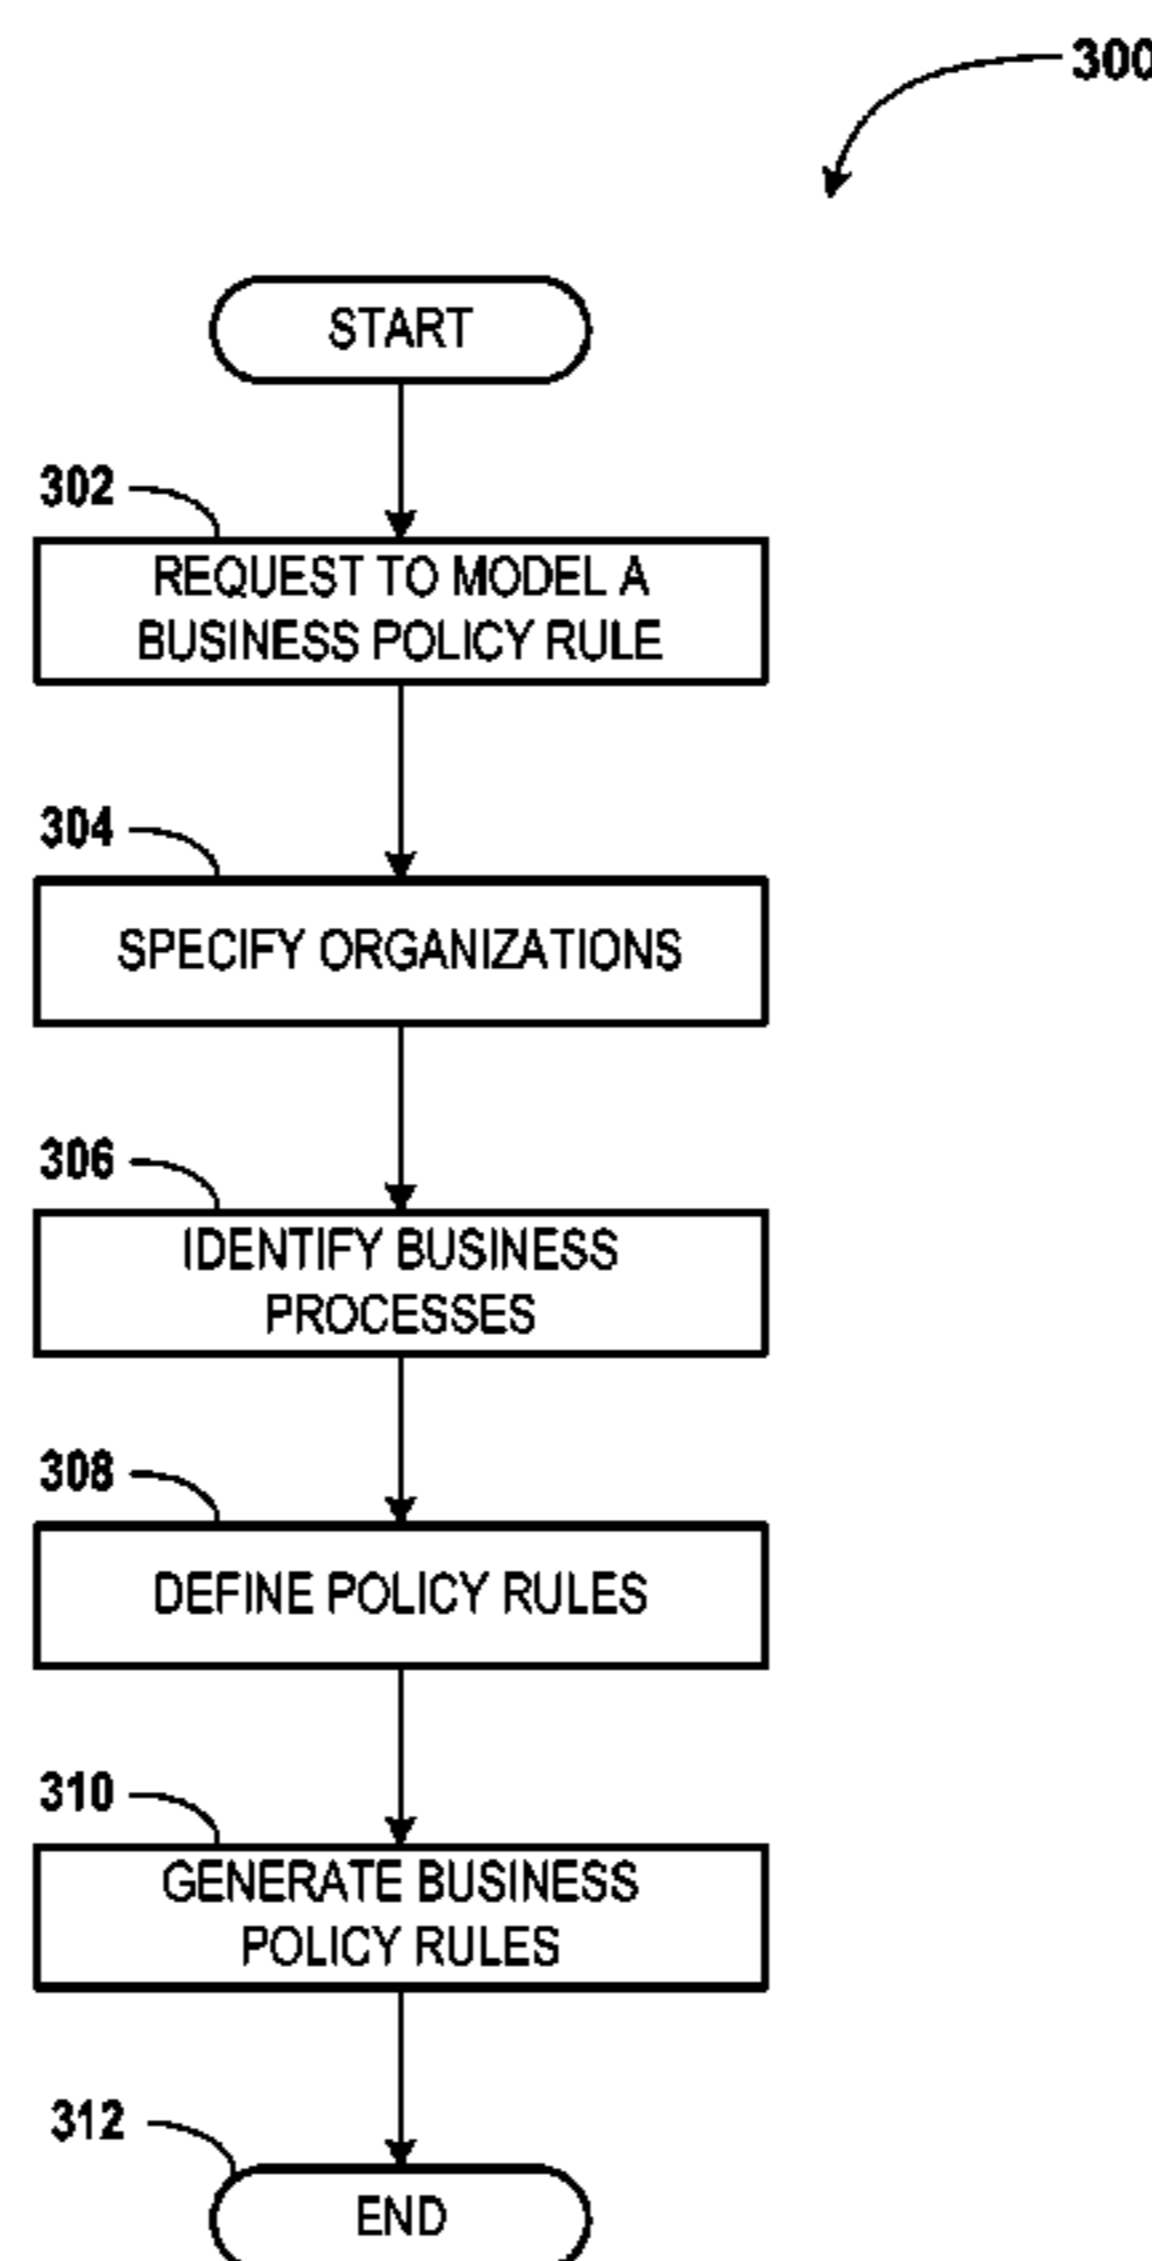 300
START
302
REQUEST TO MODEL A
BUSINESS POLICY RULE
304
SPECIFY ORGANIZATIONS
306
IDENTIFY BUSINESS
PROCESSES
308
DEFINE POLICY RULES
310
GENERATE BUSINESS
POLICY RULES
312
END